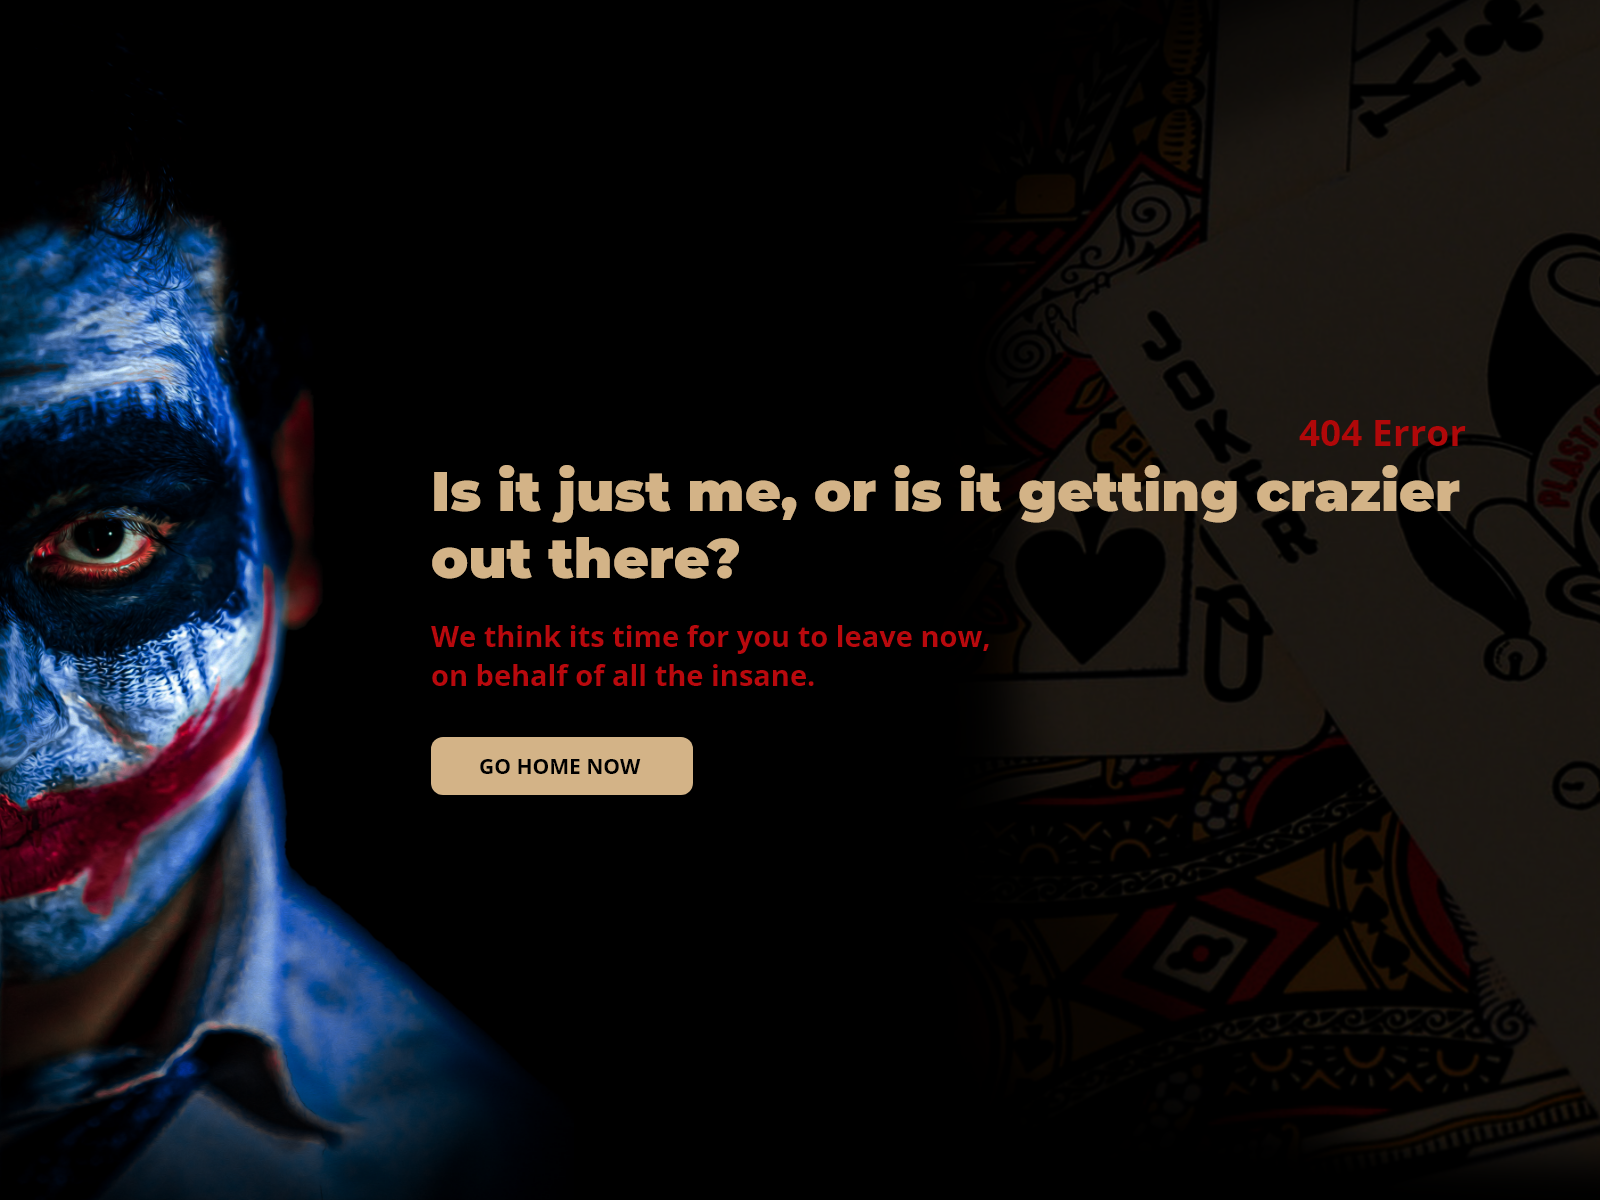 404 Error
Is it just me, or is it getting crazier
out there?
We think its time for you to leave now,
on behalf of all the insane.
GO HOME NOW
K
JOKER
Q